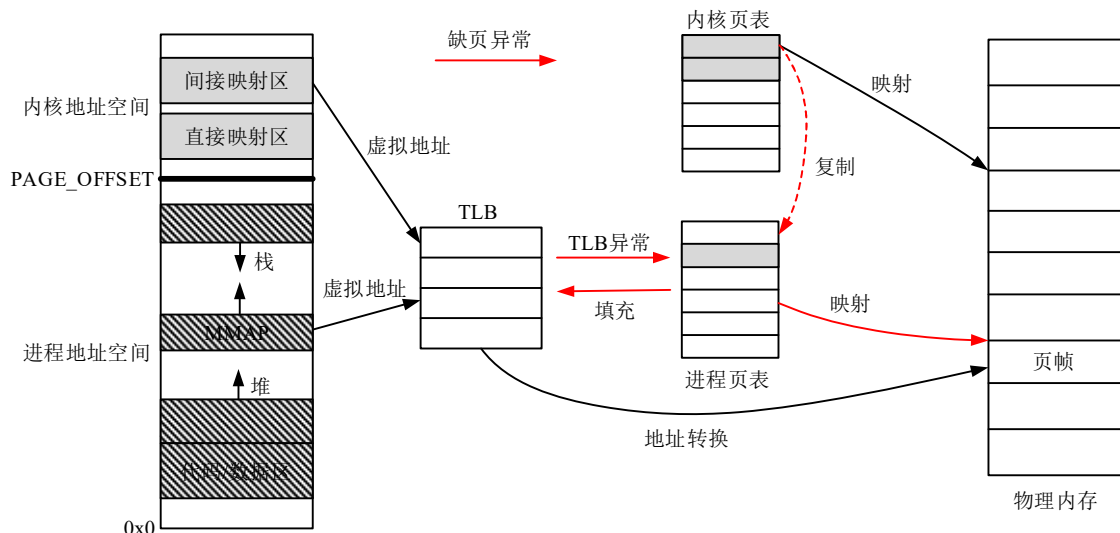 内核页表
缺页异常
间接映射区
映射
内核地址空间
直接映射区
虚拟地址
复制
PAGE_OFFSET
TLB
TLB异常
栈
虚拟地址
填充
映射
MMAP
进程地址空间
页帧
进程页表
堆
地址转换
代码/数据区
物理内存
0x0